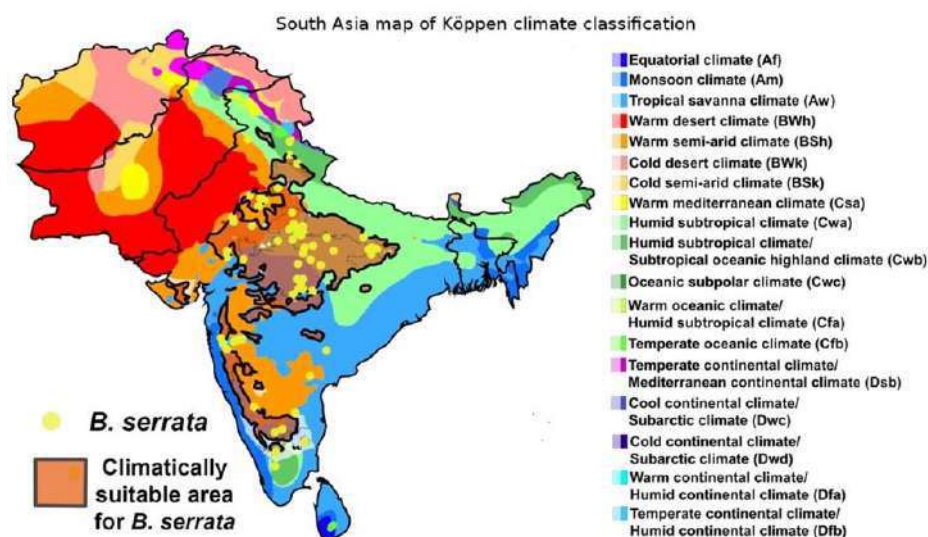 South Asia map of Köppen climate classification
Equatorial climate (Af)
Monsoon climate (Am)
Tropical savanna climate (Aw)
Warm desert climate (BWh)
Warm semi-arid climate (BSh)
Cold desert climate (BWk)
Cold semi-arid climate (BSk)
Warm mediterranean climate (Csa)
Humid subtropical climate (Cwa)
Humid subtropical climate/
Subtropical oceanic highland climate (Cwb)
Oceanic subpolar climate (Cwc)
Warm oceanic climate/
Humid subtropical climate (Cfa)
Temperate oceanic climate (Cfb)
Temperate continental climate/
Mediterranean continental climate (Dsb)
Cool continental climate/
Subarctic climate (Dwc)
Cold continental climate/
Subarctic climate (Dwd)
Warm continental climate/
Humid continental climate (Dfa)
Temperate continental climate/
Humid continental climate (Dfb)
B. serrata
Climatically
suitable area
for B. serrata